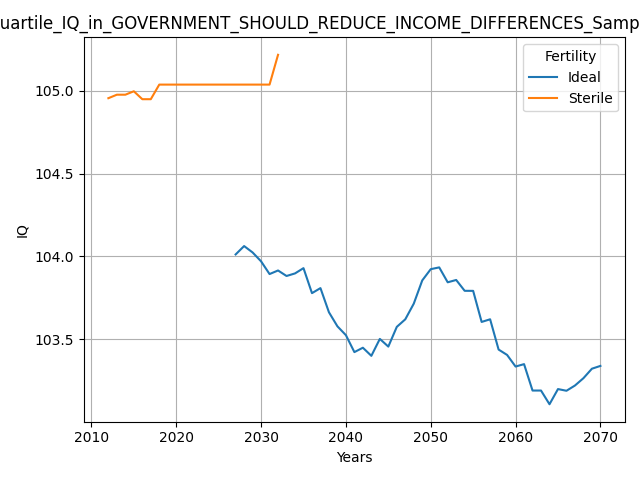 uartile_IQ_in_GOVERNMENT_SHOULD_REDUCE_INCOME_DIFFERENCES_Samp
Fertility
Ideal
Sterile
105.0
104.5
104.0
103.5
IQ
2010 2020 2030 2040 2050 2060 2070
Years